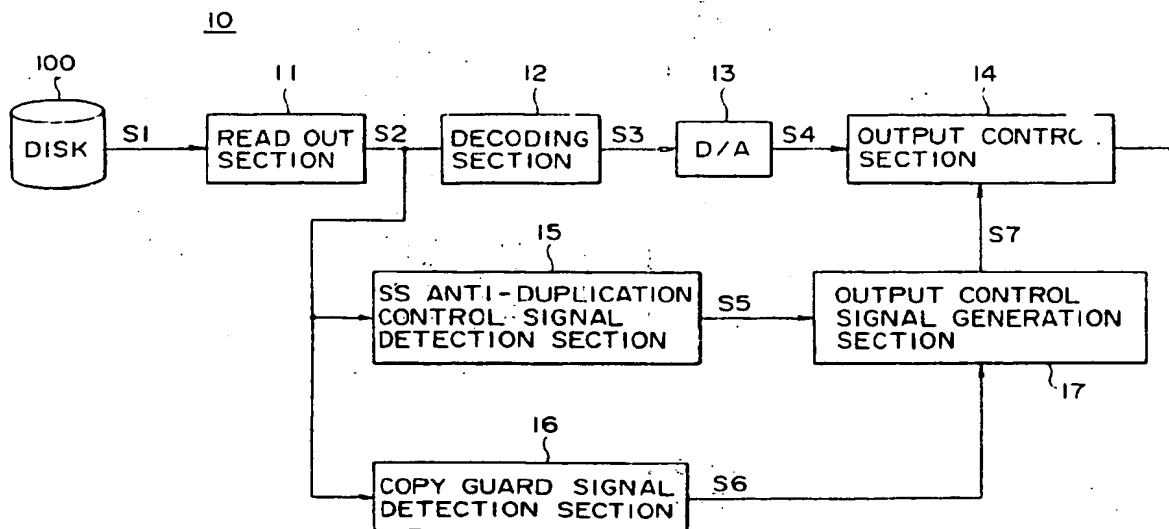 10
100
11
12
13
14
DISK
S1
READ OUT
SECTION
S2
DECODING
SECTION
S3
D/A
S4
OUTPUT
SECTION
S7
15
SS ANTI-DUPLICATION
CONTROL SIGNAL
DETECTION SECTION
S5
OUTPUT CONTROL
SIGNAL GENERATION
SECTION
17
16
COPY GUARD SIGNAL
DETECTION SECTION
S6